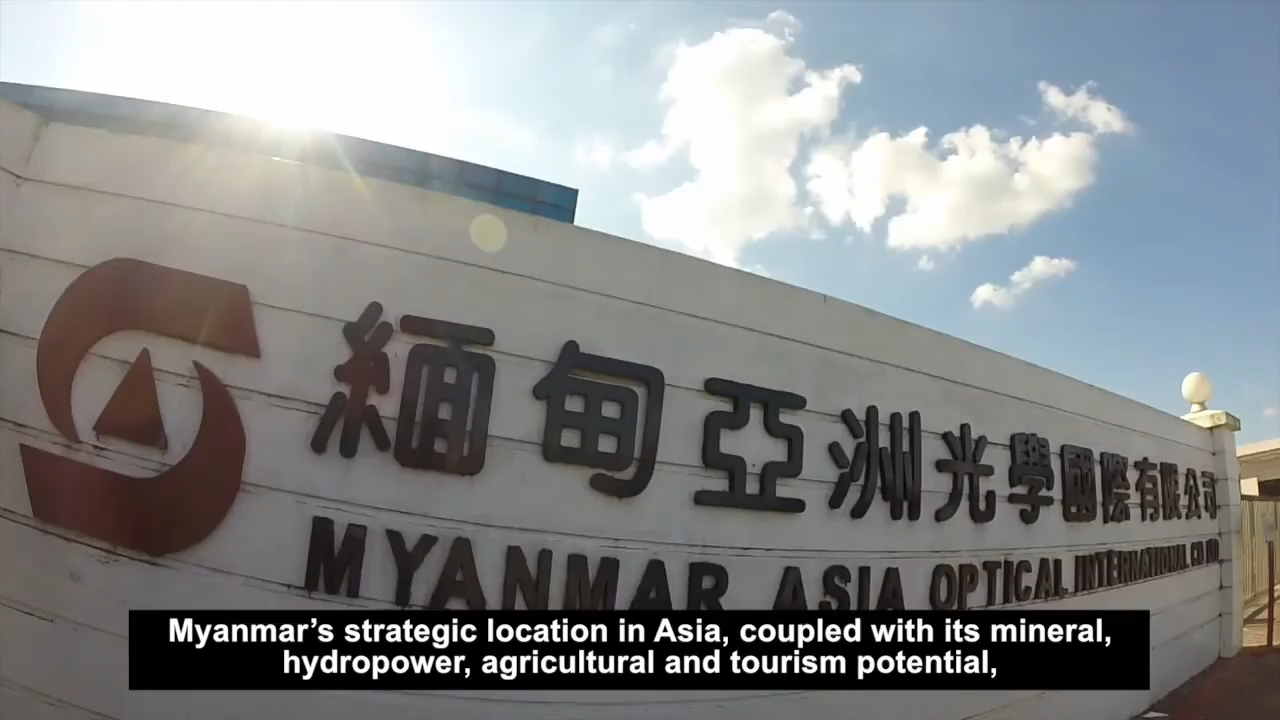 緬甸亞洲光學國際有限公司
MYANMAR ASIA OPTICAL INTERNATIONAL CO LTD
Myanmar’s strategic location in Asia, coupled with its mineral,
hydropower, agricultural and tourism potential,